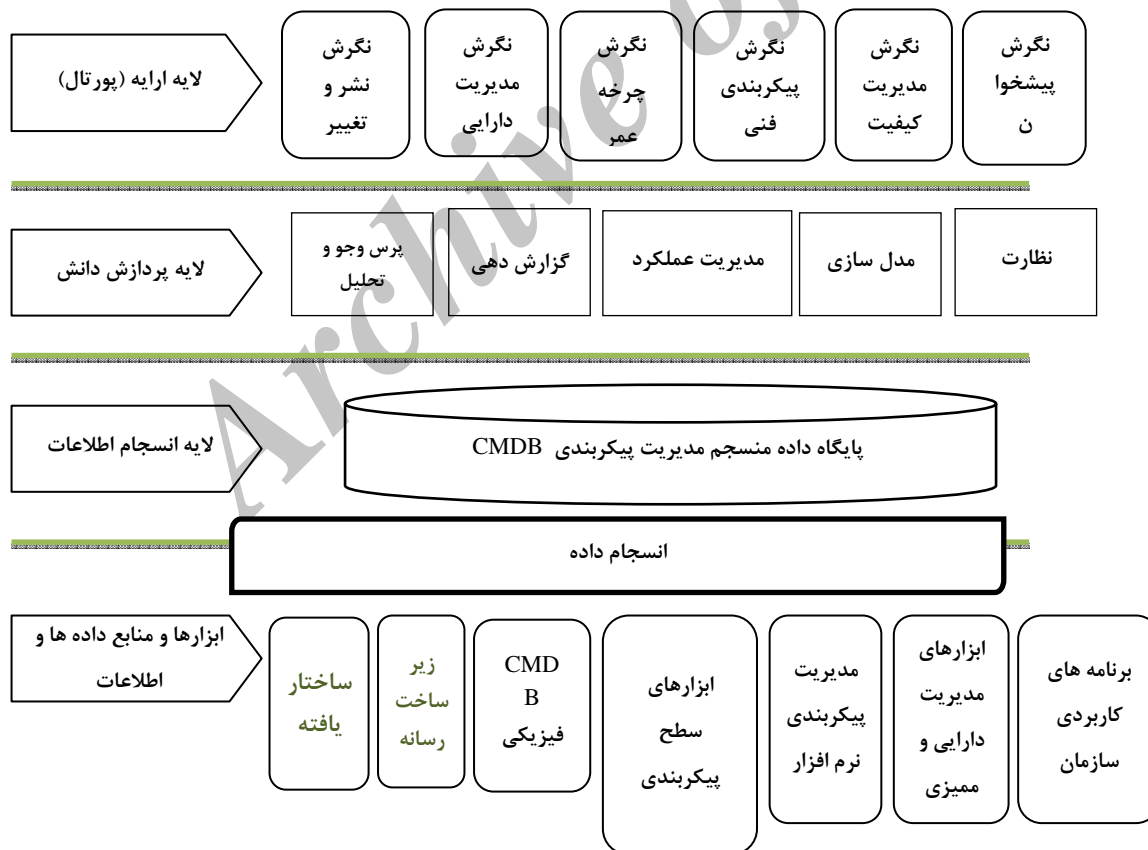 لایه ارایه (پورتال)
نگرش
نشر و
تغییر
نگرش
مدیریت
دارایی
نگرش
چرخه
عمر
نگرش
پیکربندی
فنی
نگرش
مدیریت
کیفیت
نگرش
پیشخوا
ن
لایه پردازش دانش
پرس وجو و
تحلیل
گزارش دهی
مدیریت عملکرد
مدل سازی
نظارت
لایه انسجام اطلاعات
پایگاه داده منسجم مدیریت پیکربندی CMDB
انسجام داده
ابزارها و منابع داده ها و
اطلاعات
ساختار
یافته
زیر
ساخت
رسانه
CMD
B
فیزیکی
ابزارهای
سطح
پیکربندی
مدیریت
پیکربندی
نرم افزار
ابزارهای
مدیریت
دارایی و
ممیزی
برنامه های
کاربردی
سازمان
Archive of